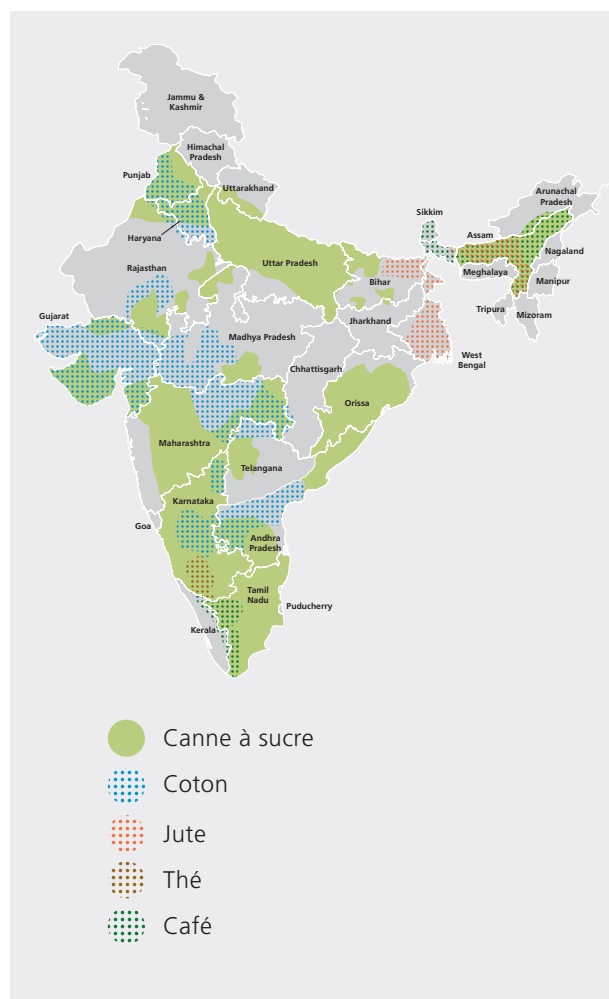 Jammu &
Kashmir
Himachal
Pradesh
Punjab
Uttarakhand
Haryana
Rajasthan
Uttar Pradesh
Sikkim
Arunachal
Pradesh
Assam
Nagaland
Meghalaya
Manipur
Bihar
Tripura
Mizoram
Gujarat
Jharkhand
Madhya Pradesh
West
Bengal
Chhattisgarh
Orissa
Maharashtra
Telangana
Karnataka
Goa
Andhra
Pradesh
Tamil
Nadu
Puducherry
Kerala
Canne à sucre
Coton
Jute
Thé
Café